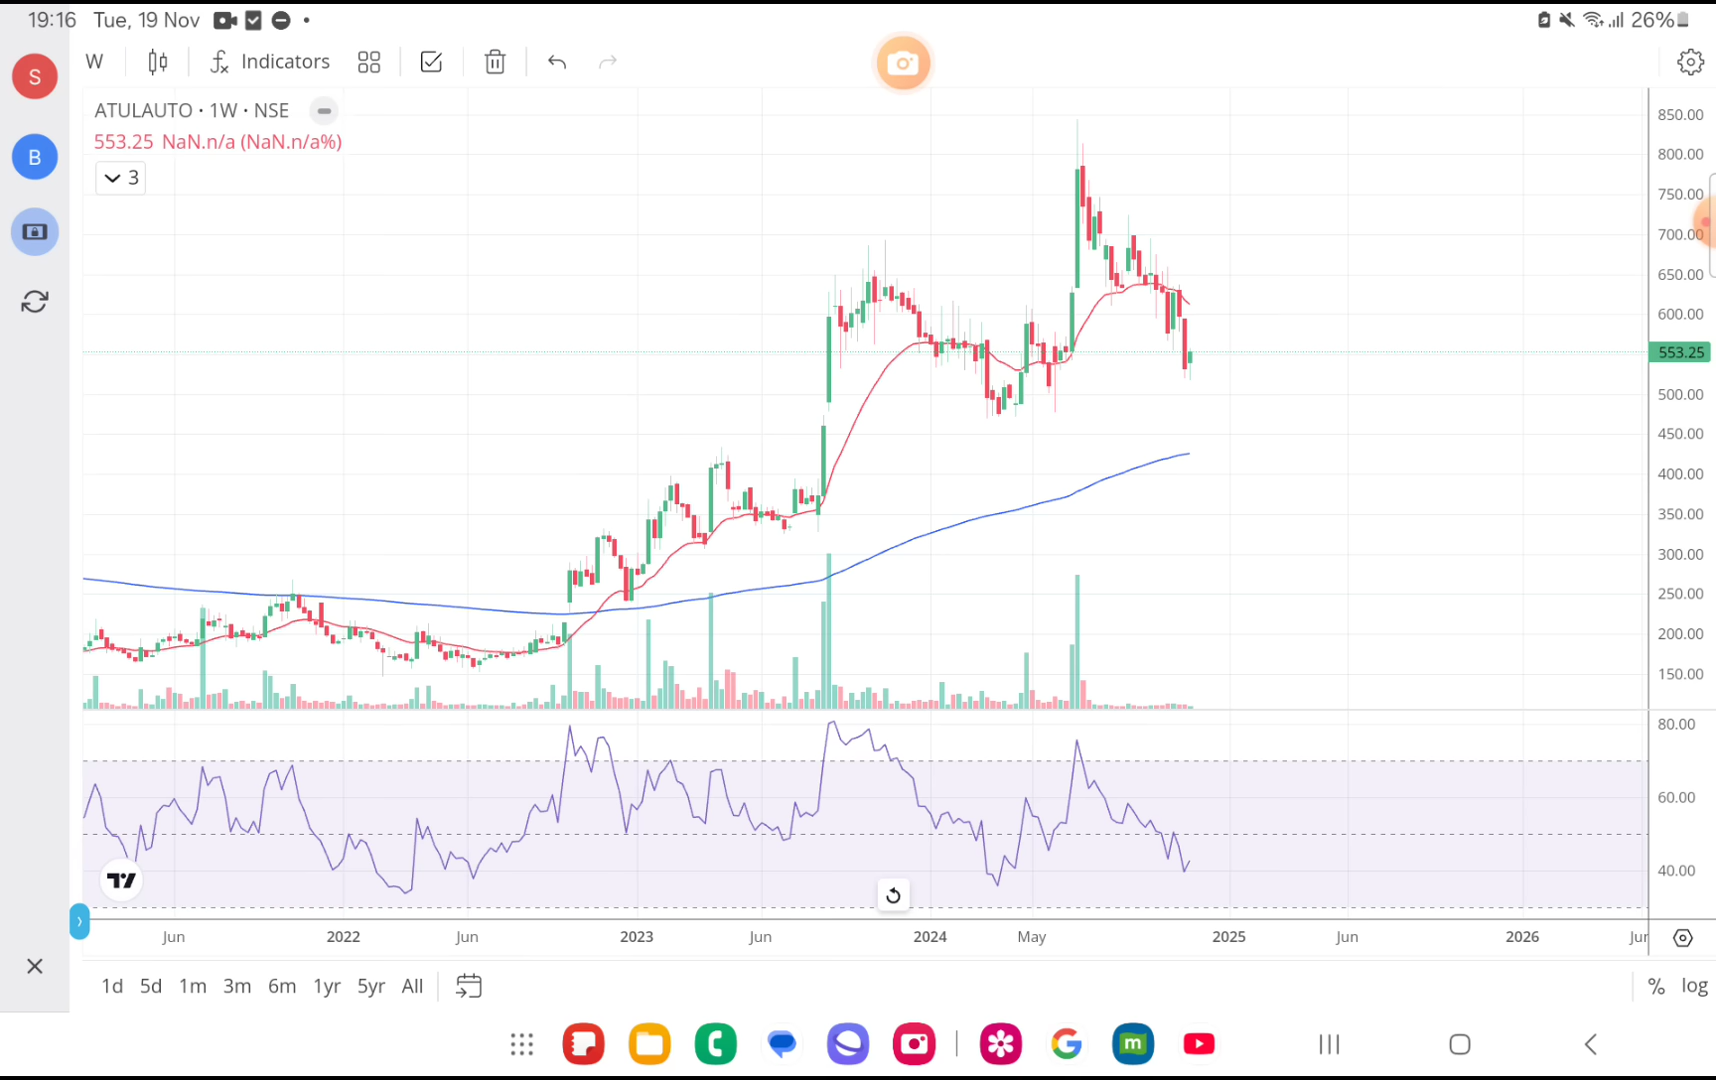 19:16 Tue, 19 Nov
26%
S
B
W
Indicators
ATULAUTO · 1W · NSE
553.25 NaN.n/a (NaN.n/a%)
3
850.00
800.00
750.00
700.00
650.00
600.00
553.25
500.00
450.00
400.00
350.00
300.00
250.00
200.00
150.00
80.00
60.00
40.00
Jun 2022 Jun 2023 Jun 2024 May 2025 Jun 2026 Jur
1d 5d 1m 3m 6m 1yr 5yr All
% log
m